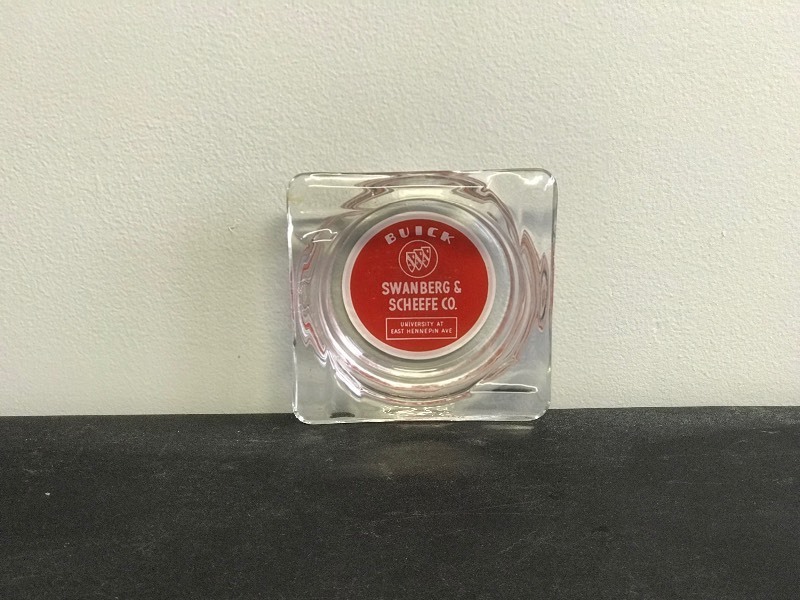 BUICK
SWANBERG &
SCHEEFE CO.
UNIVERSITY AT
EAST HENNEPIN AVE